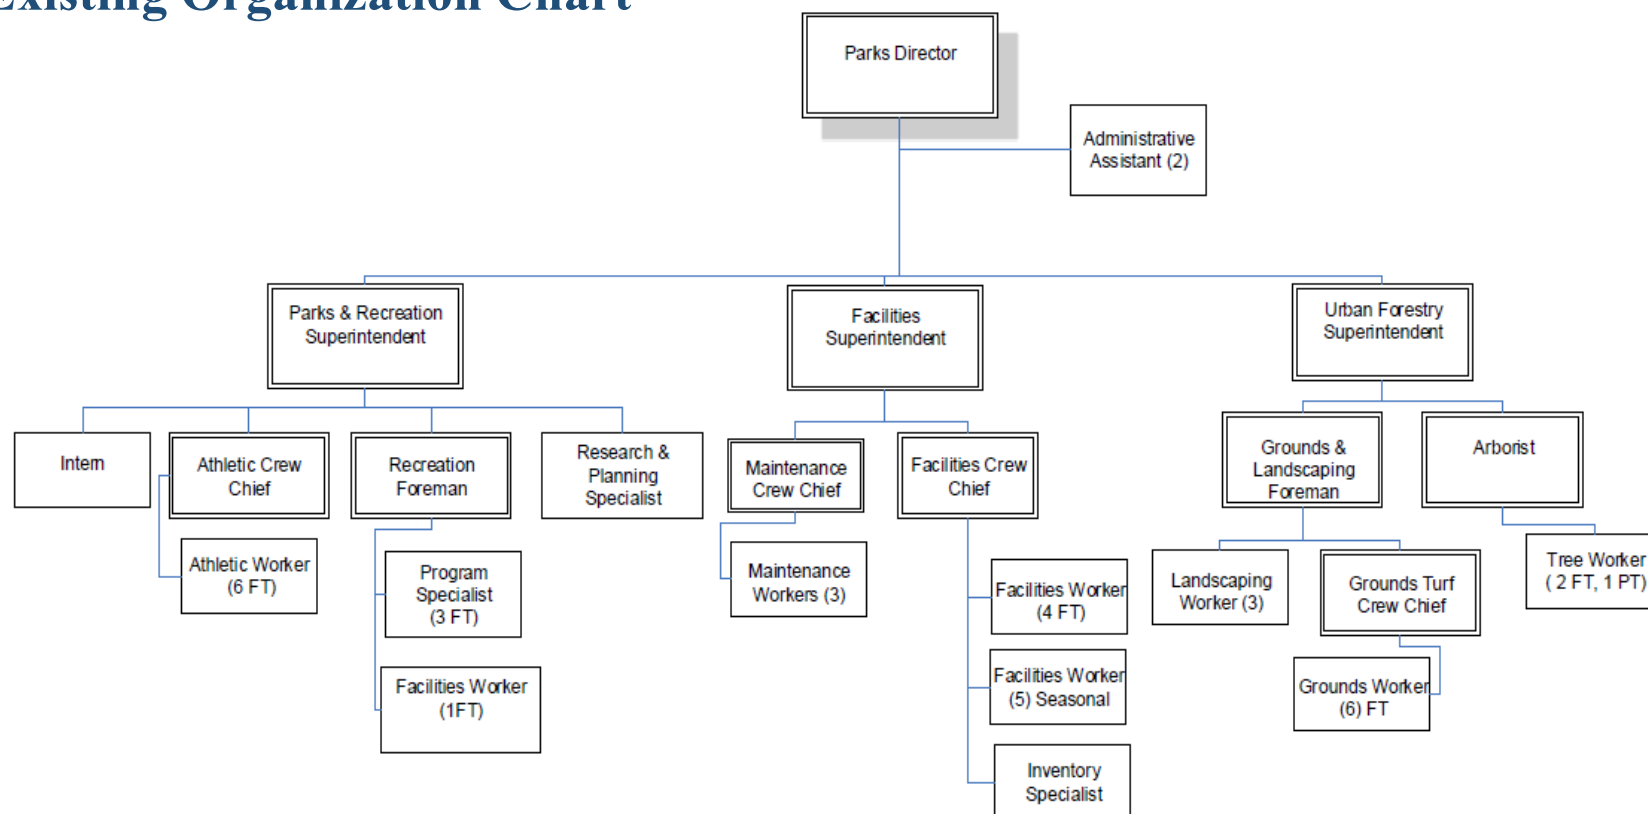 Existing Organization Chart
Parks Director
Administrative
Assistant (2)
Parks & Recreation
Superintendent
Facilities
Superintendent
Urban Forestry
Superintendent
Intern
Athletic Crew
Chief
Recreation
Foreman
Research &
Planning
Specialist
Maintenance
Crew Chief
Facilities Crew
Chief
Grounds &
Landscaping
Foreman
Arborist
Athletic Worker
(6 FT)
Program
Specialist
(3 FT)
Facilities Worker
(1FT)
Maintenance
Workers (3)
Facilities Worker
(4 FT)
Facilities Worker
(5) Seasonal
Inventory
Specialist
Landscaping
Worker (3)
Grounds Turf
Crew Chief
Grounds Worker
(6) FT
Tree Worker
( 2 FT, 1 PT)